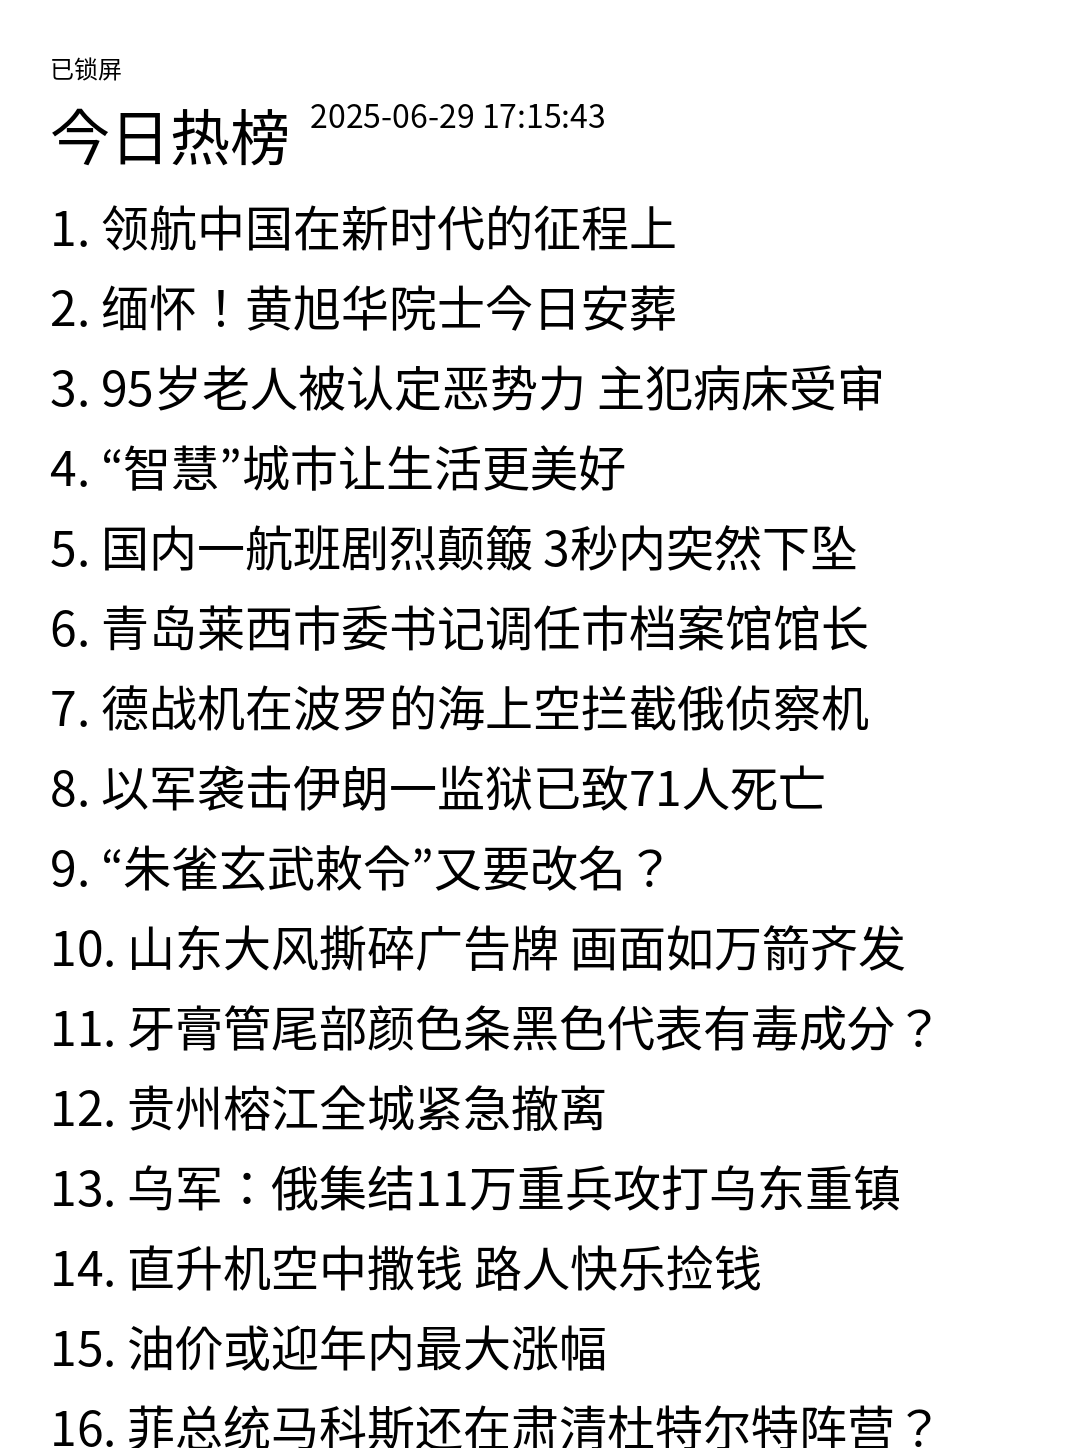 已锁屏
今日热榜 2025-06-29 17:15:43
1. 领航中国在新时代的征程上
2. 缅怀！黄旭华院士今日安葬
3. 95岁老人被认定恶势力 主犯病床受审
4. “智慧”城市让生活更美好
5. 国内一航班剧烈颠簸 3秒内突然下坠
6. 青岛莱西市委书记调任市档案馆馆长
7. 德战机在波罗的海上空拦截俄侦察机
8. 以军袭击伊朗一监狱已致71人死亡
9. “朱雀玄武敕令”又要改名？
10. 山东大风撕碎广告牌 画面如万箭齐发
11. 牙膏管尾部颜色条黑色代表有毒成分？
12. 贵州榕江全城紧急撤离
13. 乌军：俄集结11万重兵攻打乌东重镇
14. 直升机空中撒钱 路人快乐捡钱
15. 油价或迎年内最大涨幅
16. 菲总统马科斯还在肃清杜特尔特阵营？